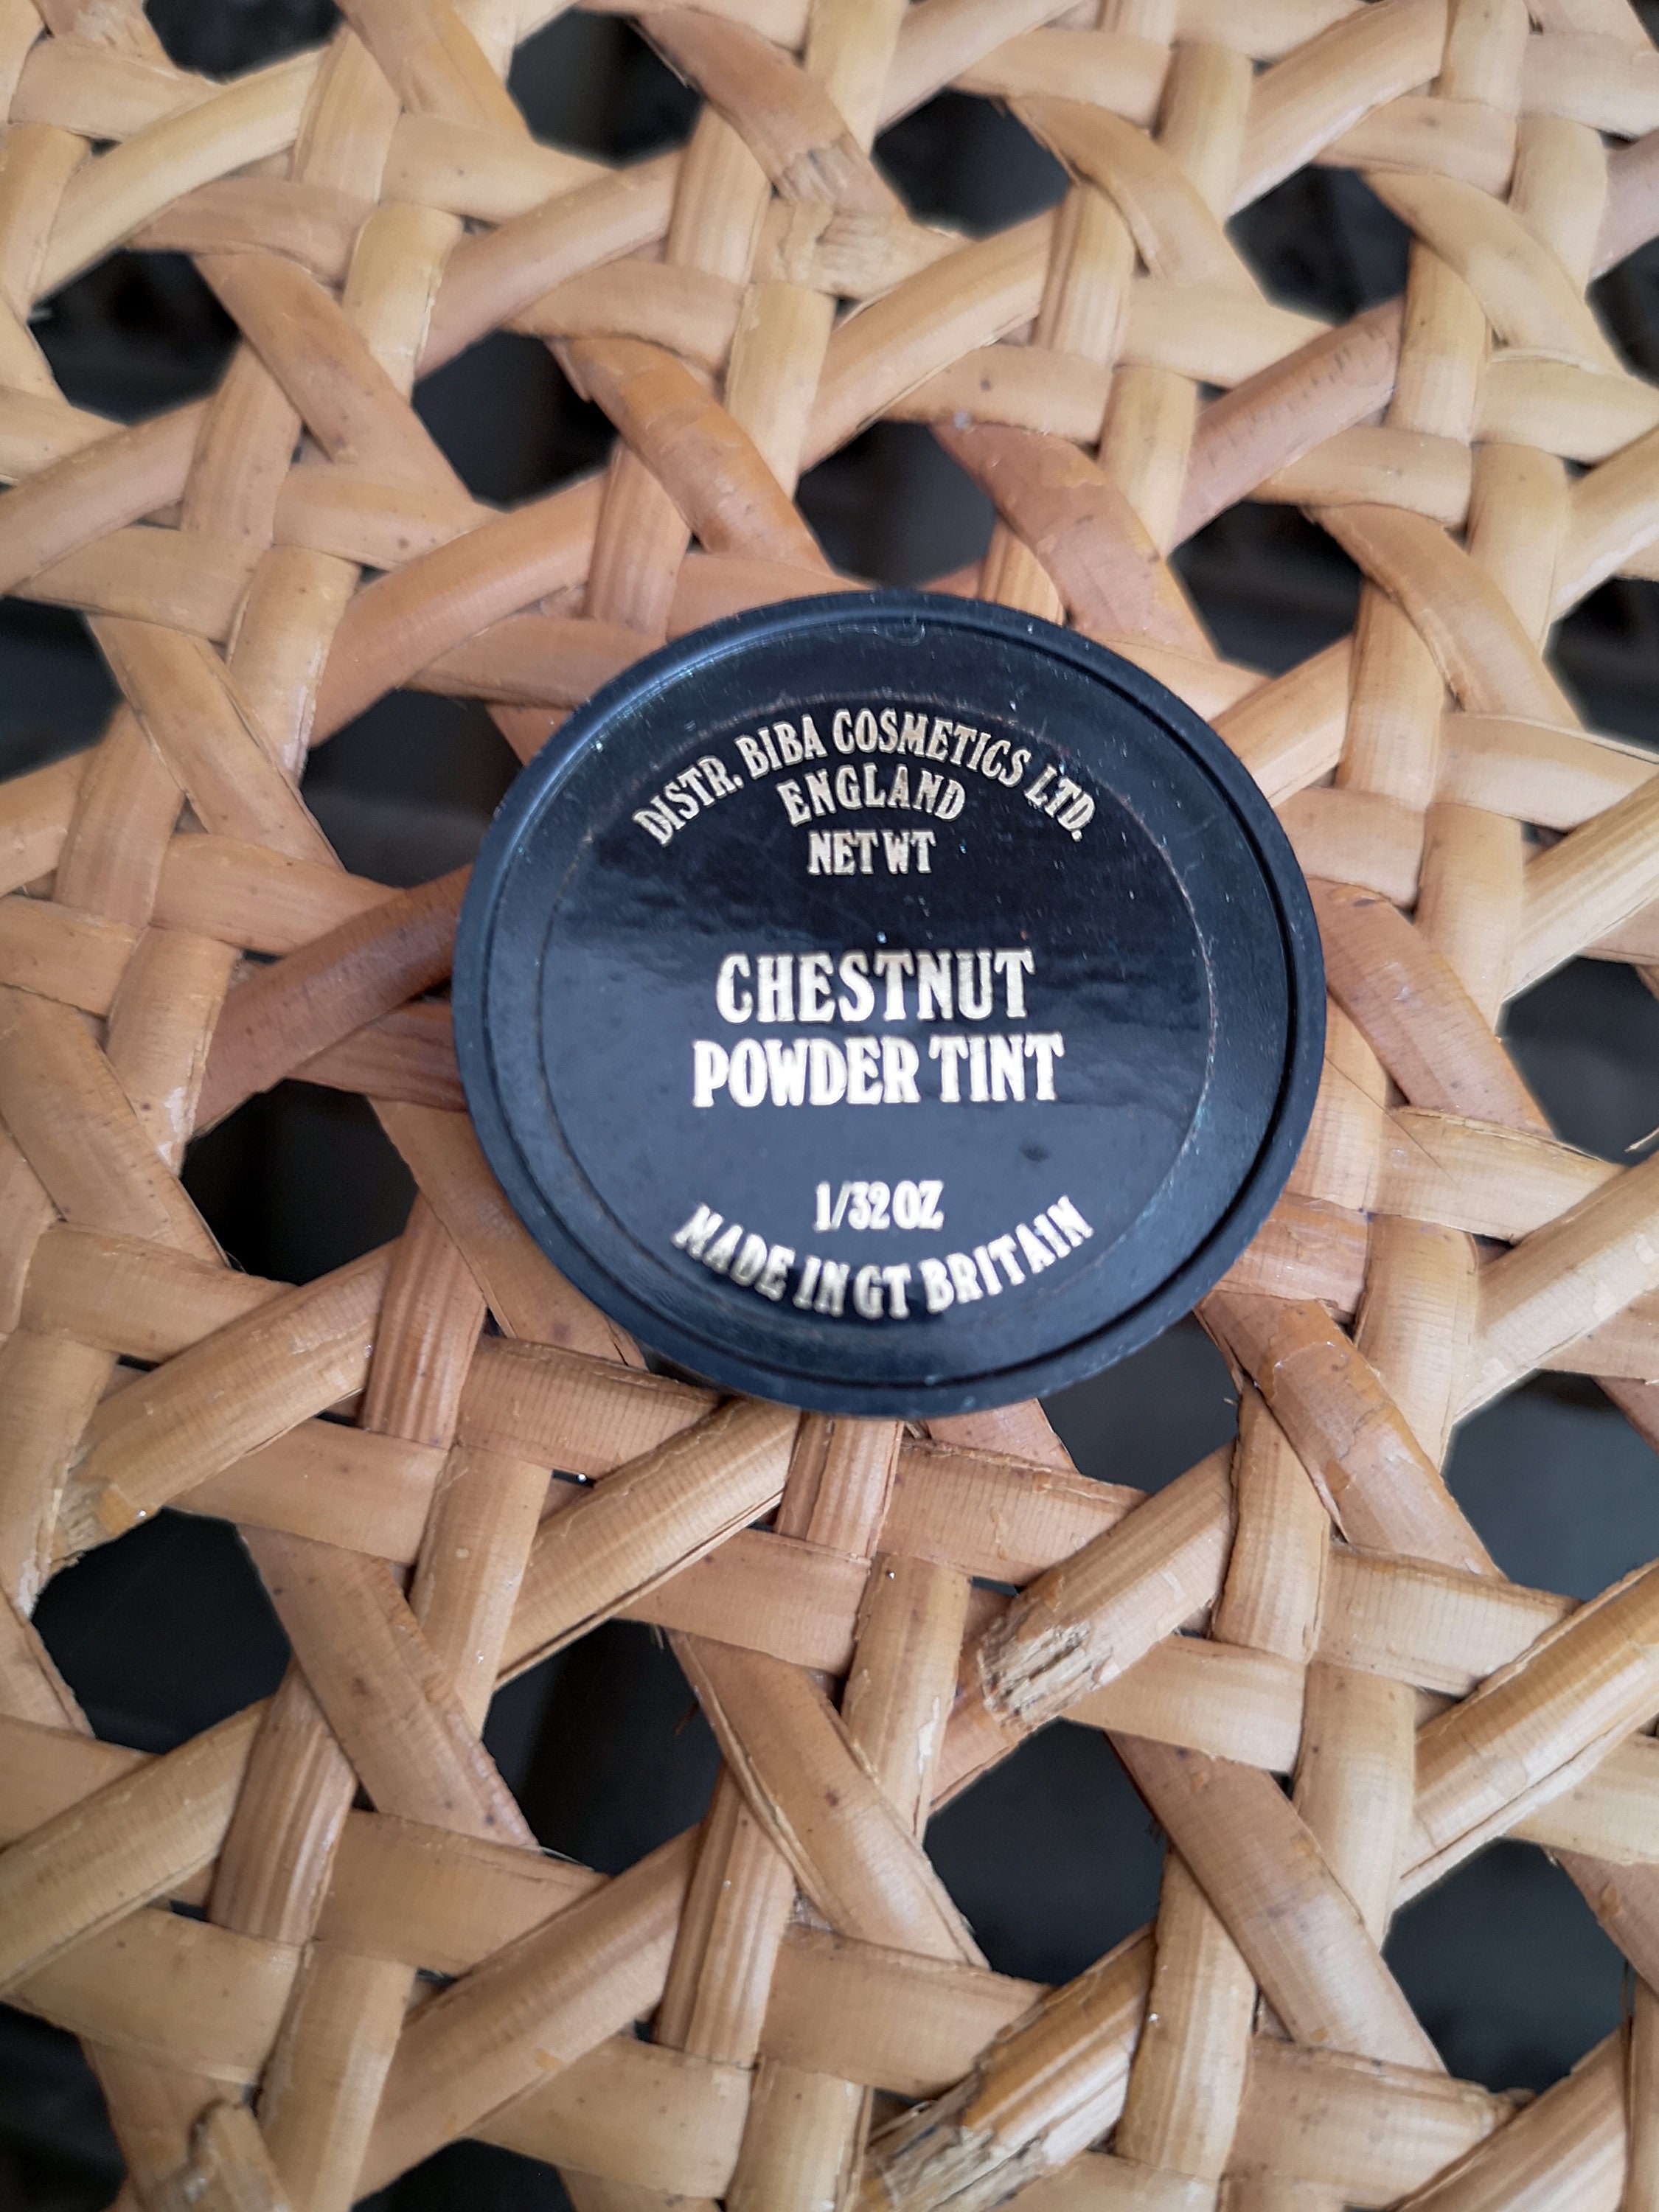 DISTR. BIBA COSMETICS LTD.
ENGLAND
NET WT
CHESTNUT
POWDER TINT
1/32 OZ
MADE IN GT BRITAIN